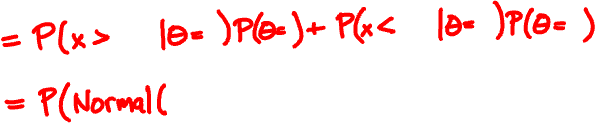 = P(x > |θ= )P(θ=) + P(x < |θ= )P(θ= )
= P(Normal(